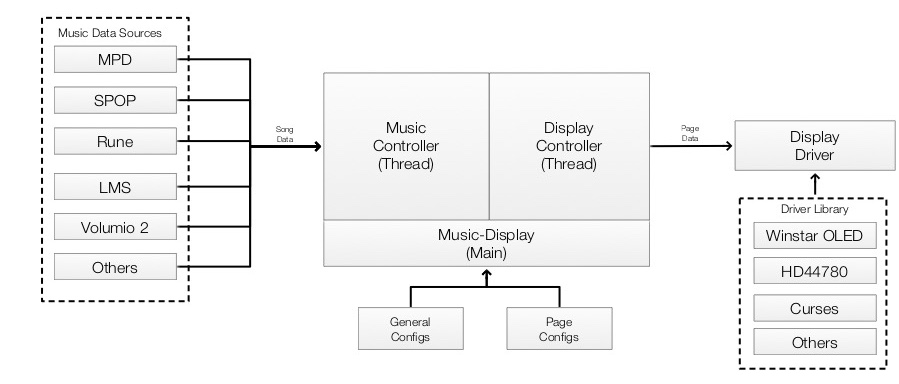 Music Data Sources
MPD
SPOP
Rune
LMS
Volumio 2
Others
Song
Data
Music
Controller
(Thread)
Display
Controller
(Thread)
Music-Display
(Main)
General
Configs
Page
Configs
Page
Data
Display
Driver
Driver Library
Winstar OLED
HD44780
Curses
Others